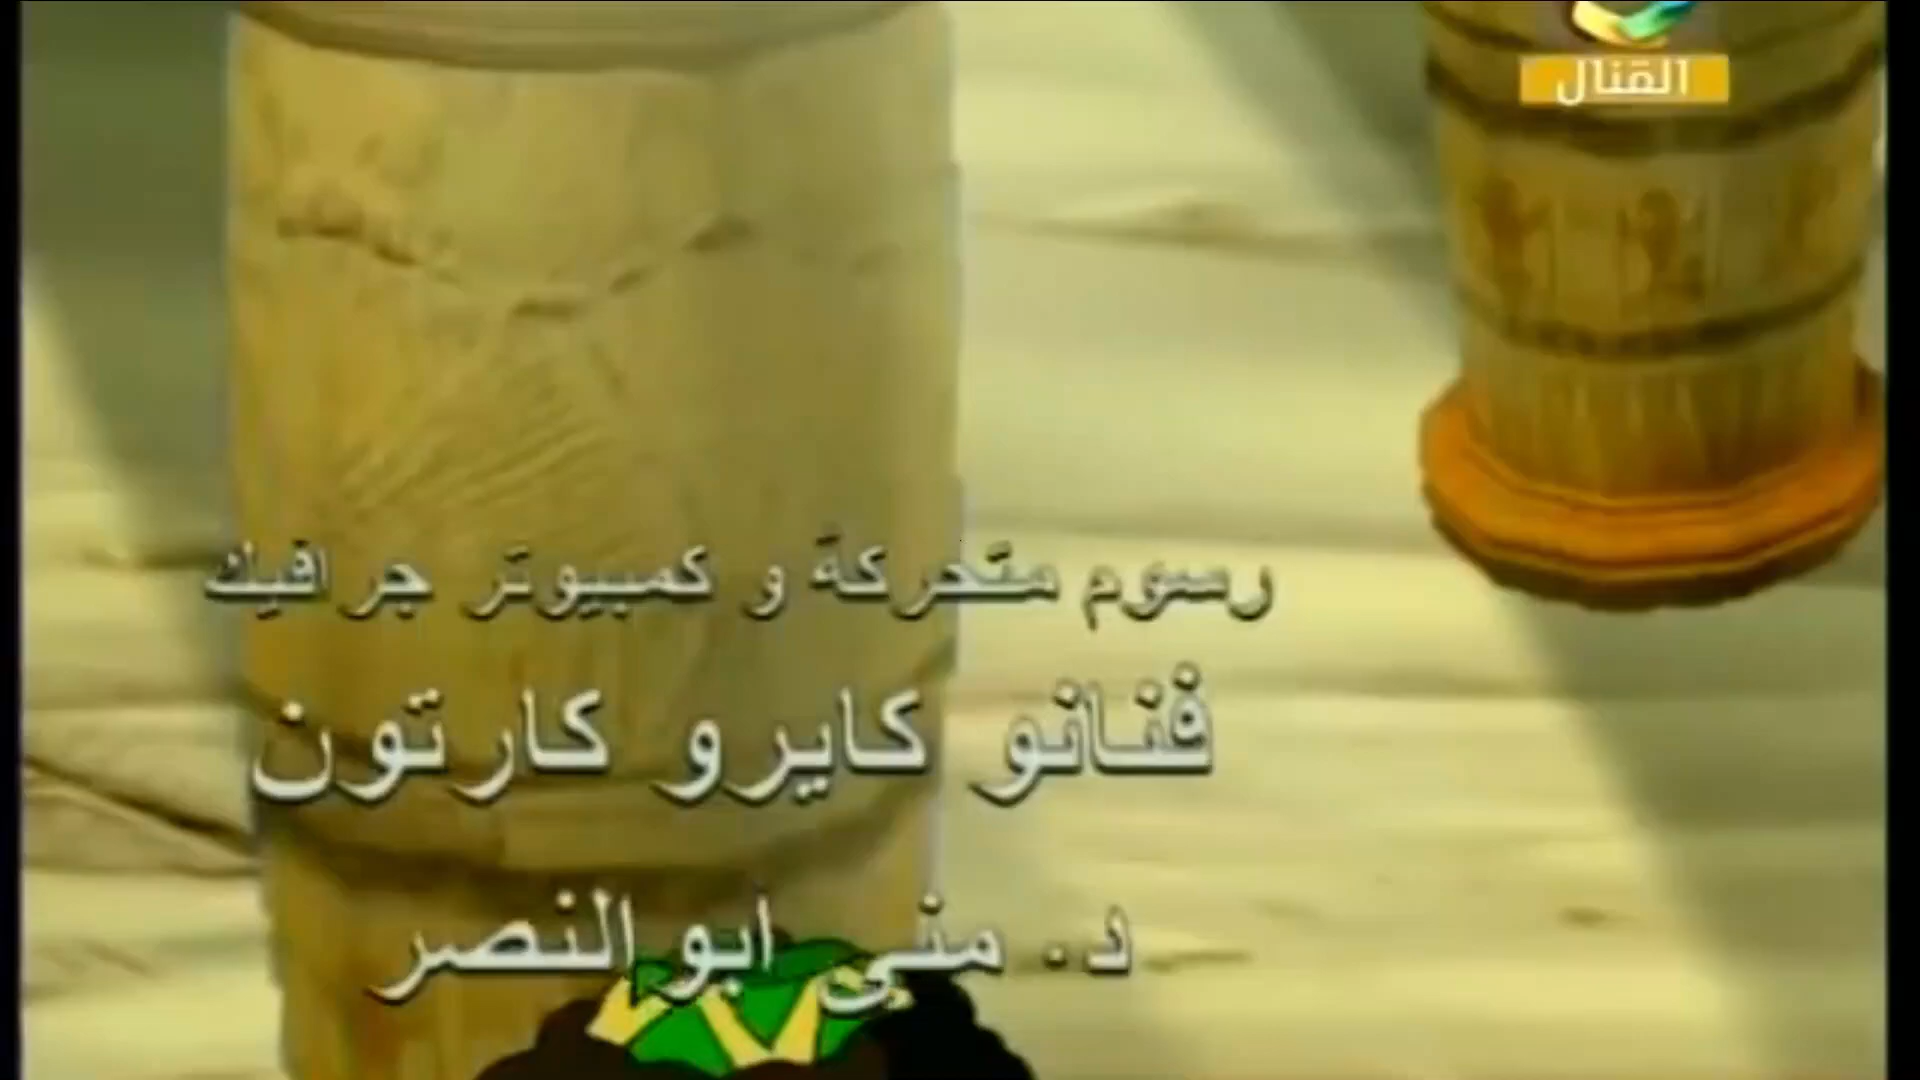 القنال
رسوم متحركة و كمبيوتر جرافيك
فنانو كايرو كارتون
د. منى ابو النصر